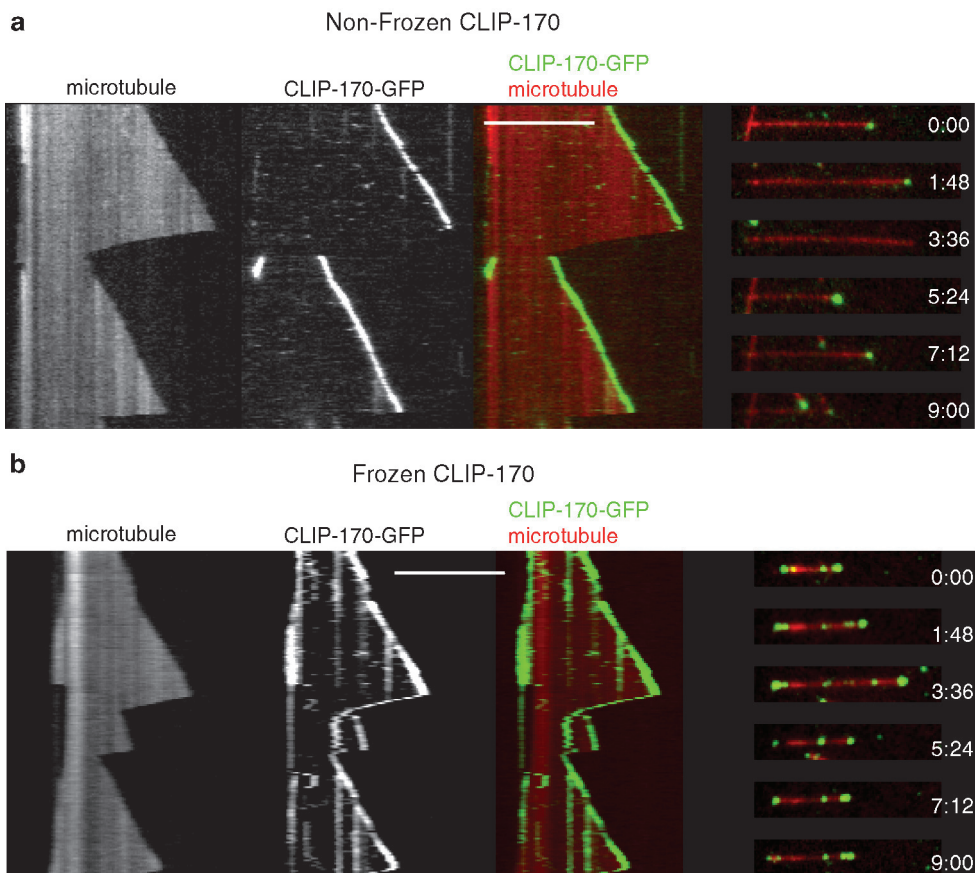 a
Non-Frozen CLIP-170
microtubule
CLIP-170-GFP
CLIP-170-GFP
microtubule
0:00
1:48
3:36
5:24
7:12
9:00
b
Frozen CLIP-170
microtubule
CLIP-170-GFP
CLIP-170-GFP
microtubule
0:00
1:48
3:36
5:24
7:12
9:00